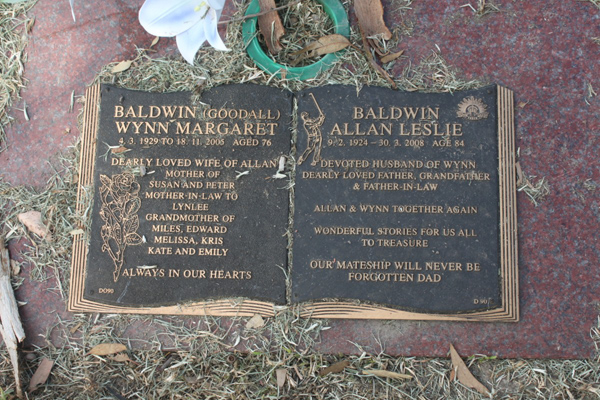 BALDWIN (GOODALL)
WYNN MARGARET
4. 3. 1929 TO 18. 11. 2005 AGED 76
DEARLY LOVED WIFE OF ALLAN
MOTHER OF
SUSAN AND PETER
MOTHER-IN-LAW TO
LYNLEE
GRANDMOTHER OF
MILES, EDWARD
MELISSA, KRIS
KATE AND EMILY
ALWAYS IN OUR HEARTS
DO90
BALDWIN
ALLAN LESLIE
9. 2. 1924 - 30. 3. 2008 AGE 84
DEVOTED HUSBAND OF WYNN
DEARLY LOVED FATHER, GRANDFATHER
& FATHER-IN-LAW
ALLAN & WYNN TOGETHER AGAIN
WONDERFUL STORIES FOR US ALL
TO TREASURE
OUR MATESHIP WILL NEVER BE
FORGOTTEN DAD
D 90